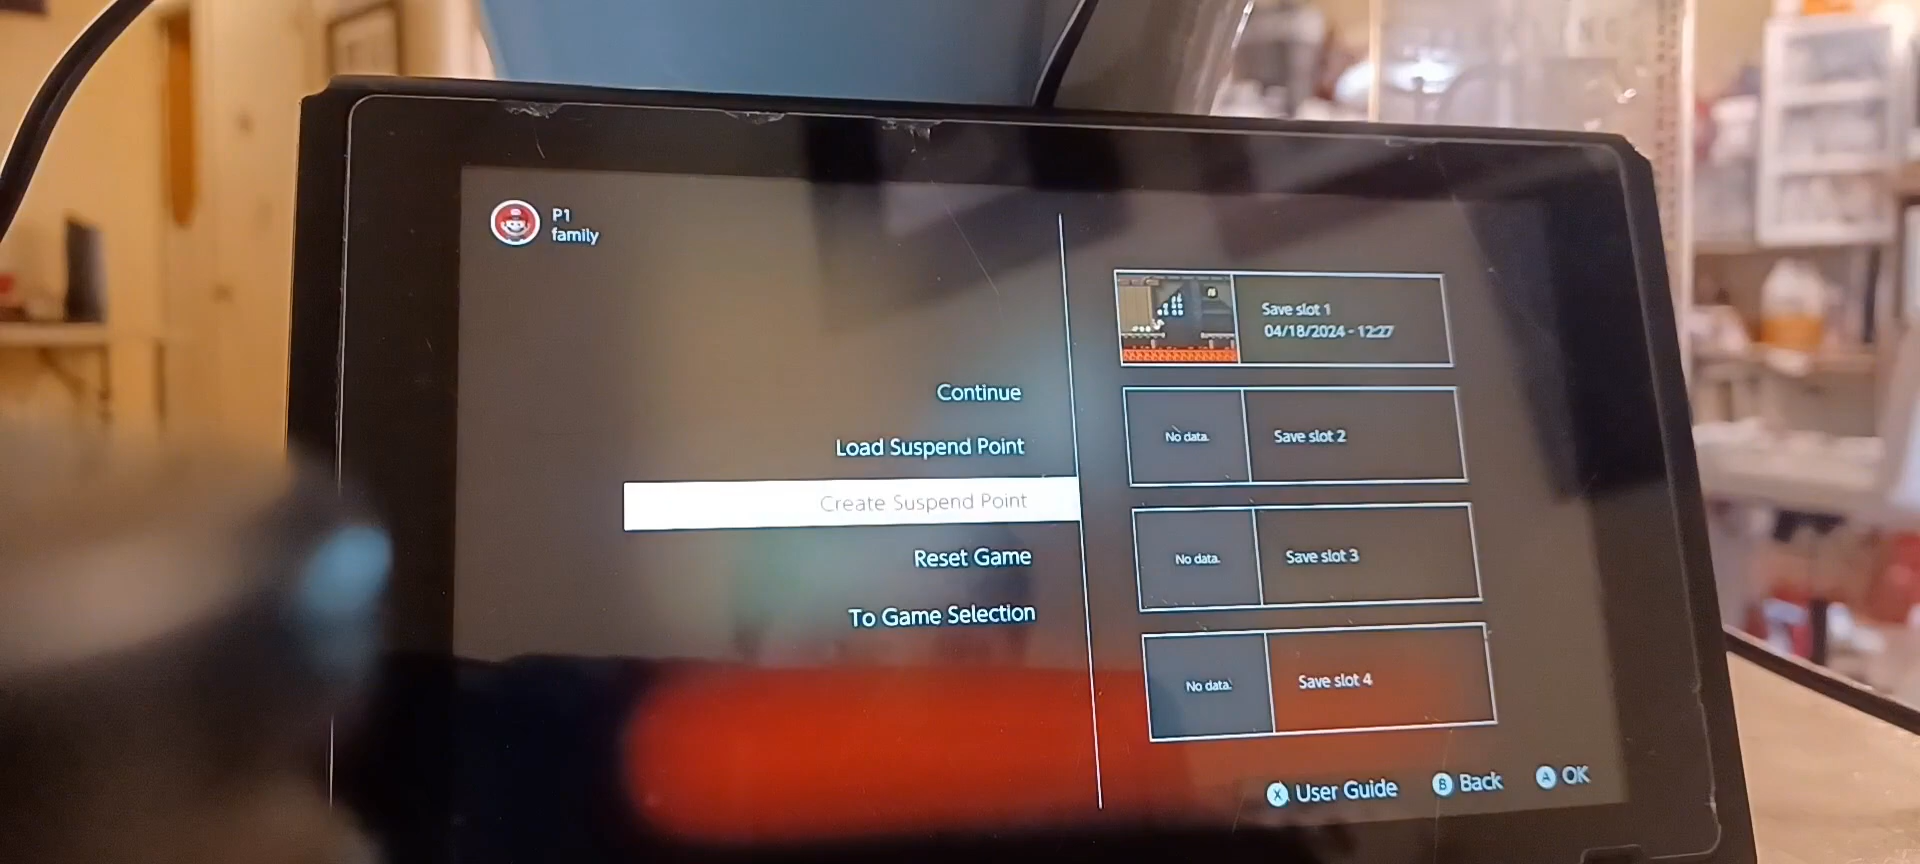 P1
family
Continue
Load Suspend Point
Create Suspend Point
Reset Game
To Game Selection
Save slot 1
04/18/2024 - 12:27
No data.
Save slot 2
No data.
Save slot 3
No data.
Save slot 4
X User Guide
B Back
A OK